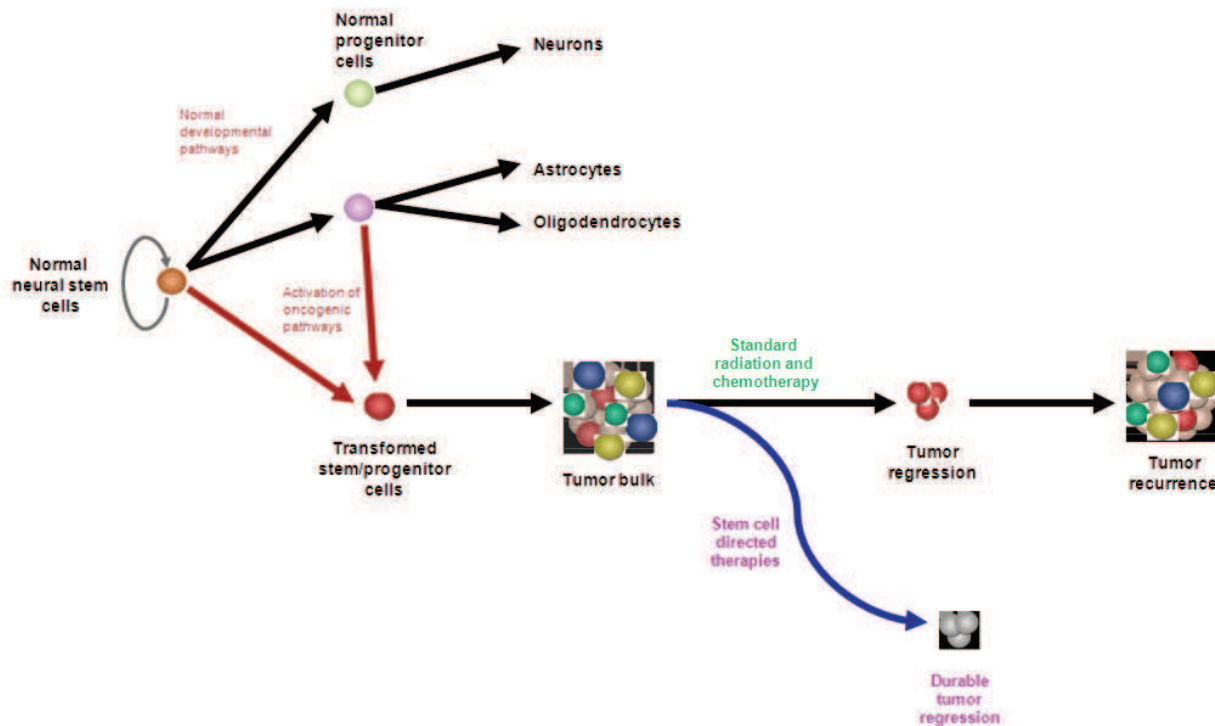 Normal
progenitor
cells
Neurons
Normal
developmental
pathways
Astrocytes
Oligodendrocytes
Normal
neural stem
cells
Activation of
oncogenic
pathways
Standard
radiation and
chemotherapy
Transformed
stem/progenitor
cells
Tumor bulk
Tumor
regression
Tumor
recurrence
Stem cell
directed
therapies
Durable
tumor
regression